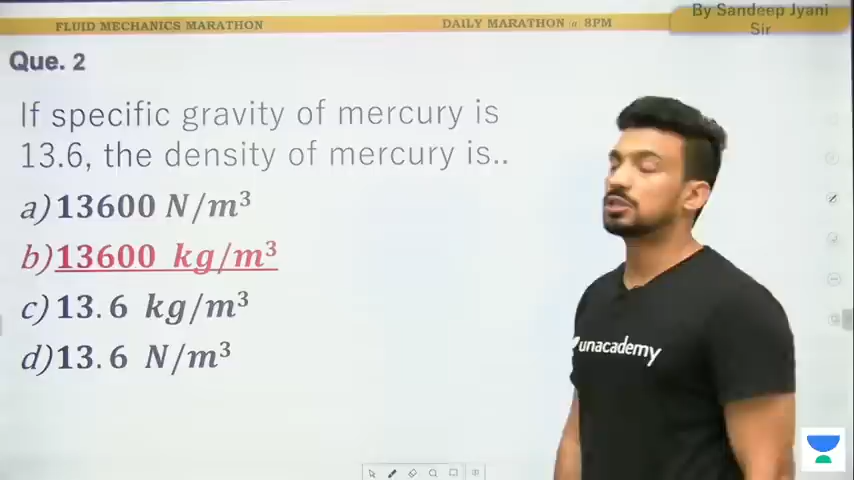 FLUID MECHANICS MARATHON
DAILY MARATHON @ 8PM
By Sandeep Jyani
Sir
Que. 2
If specific gravity of mercury is
13.6, the density of mercury is..
a)13600 N/m³
b)13600 kg/m³
c)13.6 kg/m³
d)13.6 N/m³
unacademy